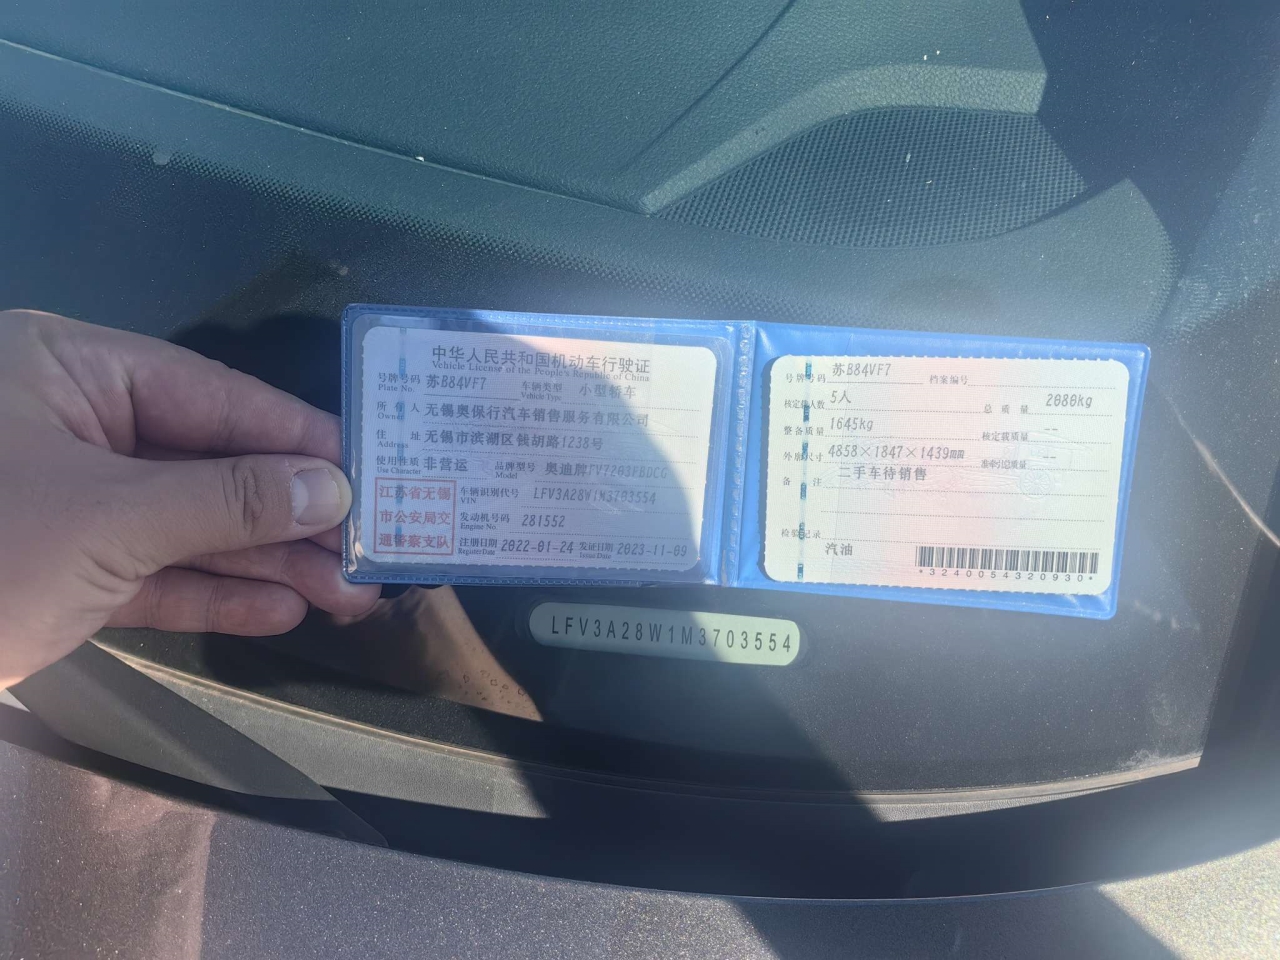 中华人民共和国机动车行驶证
Vehicle License of the People's Republic of China
号牌号码 苏B84VF7 车辆类型 小型轿车
Plate No. Vehicle Type
所有人 无锡奥保行汽车销售服务有限公司
Owner
住址 无锡市滨湖区钱胡路1238号
Address
使用性质 非营运 品牌型号 奥迪牌FV7203FBDCG
Use Character Model
江苏省无锡
市公安局交
通警察支队
车辆识别代号 LFV3A28W1M3703554
VIN
发动机号码 281552
Engine No.
注册日期 2022-01-24 发证日期 2023-11-09
Register Date Issue Date
号牌号码 苏B84VF7 档案编号
核定载人数 5人 总质量 2080kg
整备质量 1645kg 核定载质量 --
外廓尺寸 4858×1847×1439mm 准牵引总质量 --
备注 二手车待销售
检验记录
汽油
*3240054320930*
LFV3A28W1M3703554